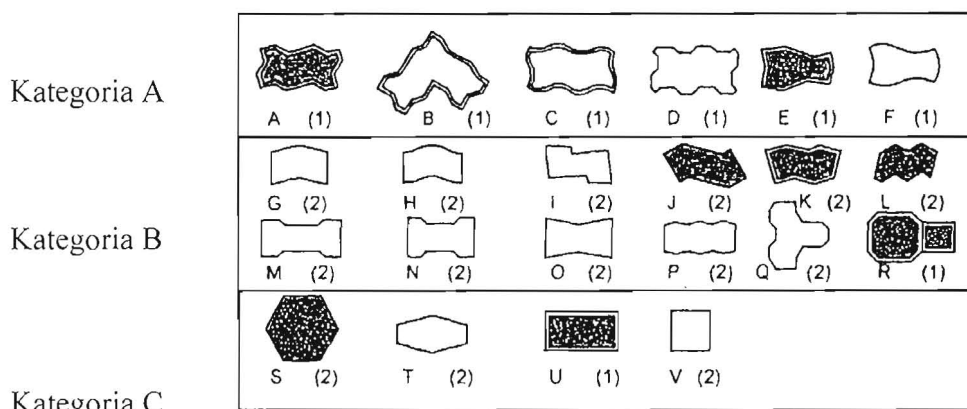 Kategoria A
A (1) B (1) C (1) D (1) E (1) F (1)
G (2) H (2) I (2) J (2) K (2) L (2)
Kategoria B
M (2) N (2) O (2) P (2) Q (2) R (1)
S (2) T (2) U (1) V (2)
Kategoria C